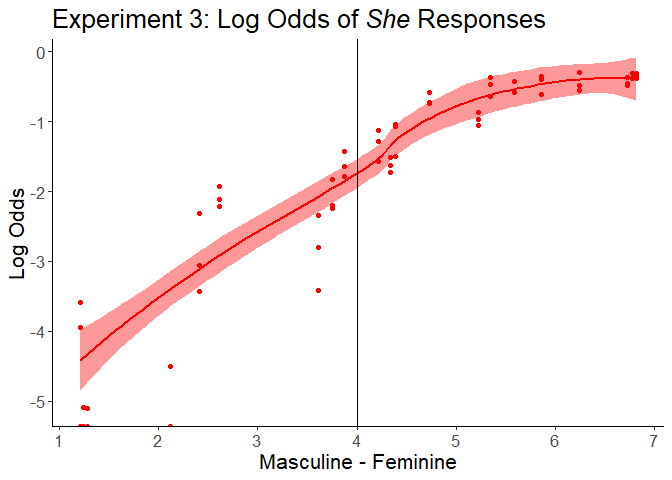 Experiment 3: Log Odds of She Responses
Log Odds
0
-1
-2
-3
-4
-5
1 2 3 4 5 6 7
Masculine - Feminine